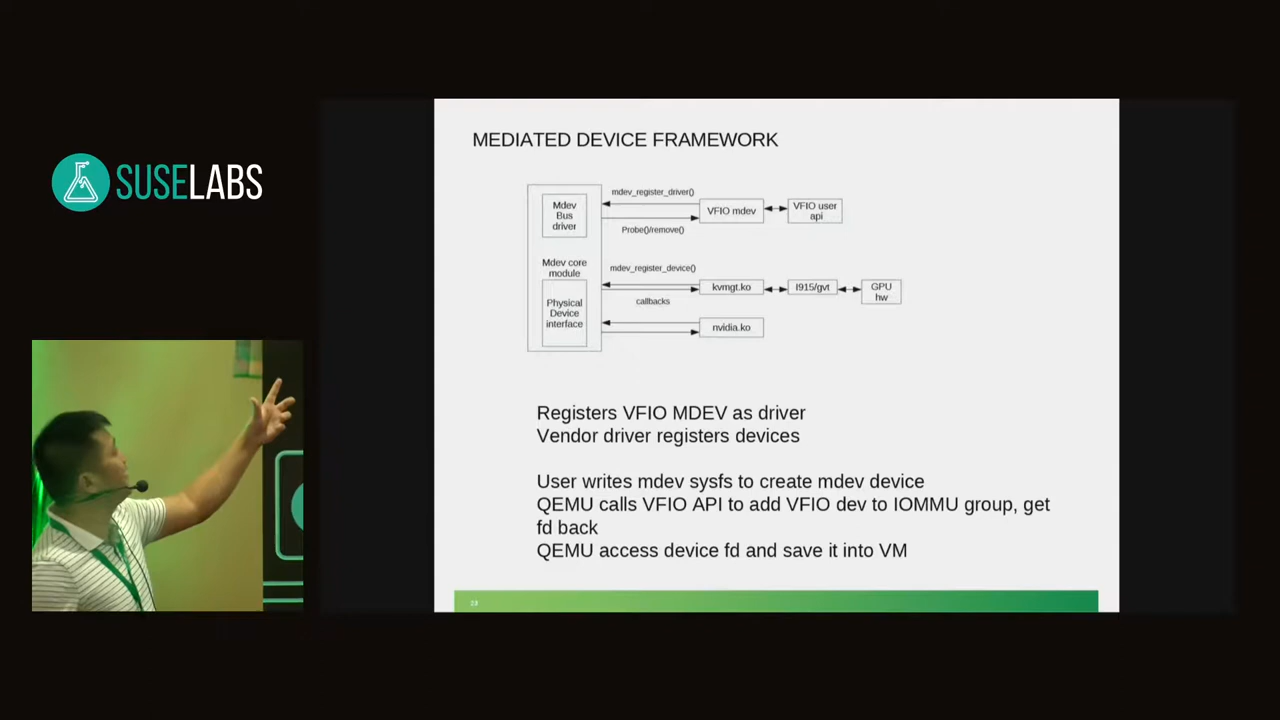 SUSELABS
MEDIATED DEVICE FRAMEWORK
mdev_register_driver()
Mdev
Bus
driver
VFIO mdev
VFIO user
api
Probe()/remove()
Mdev core
module
mdev_register_device()
kvmgt.ko
I915/gvt
GPU
hw
callbacks
Physical
Device
interface
nvidia.ko
Registers VFIO MDEV as driver
Vendor driver registers devices
User writes mdev sysfs to create mdev device
QEMU calls VFIO API to add VFIO dev to IOMMU group, get
fd back
QEMU access device fd and save it into VM
23